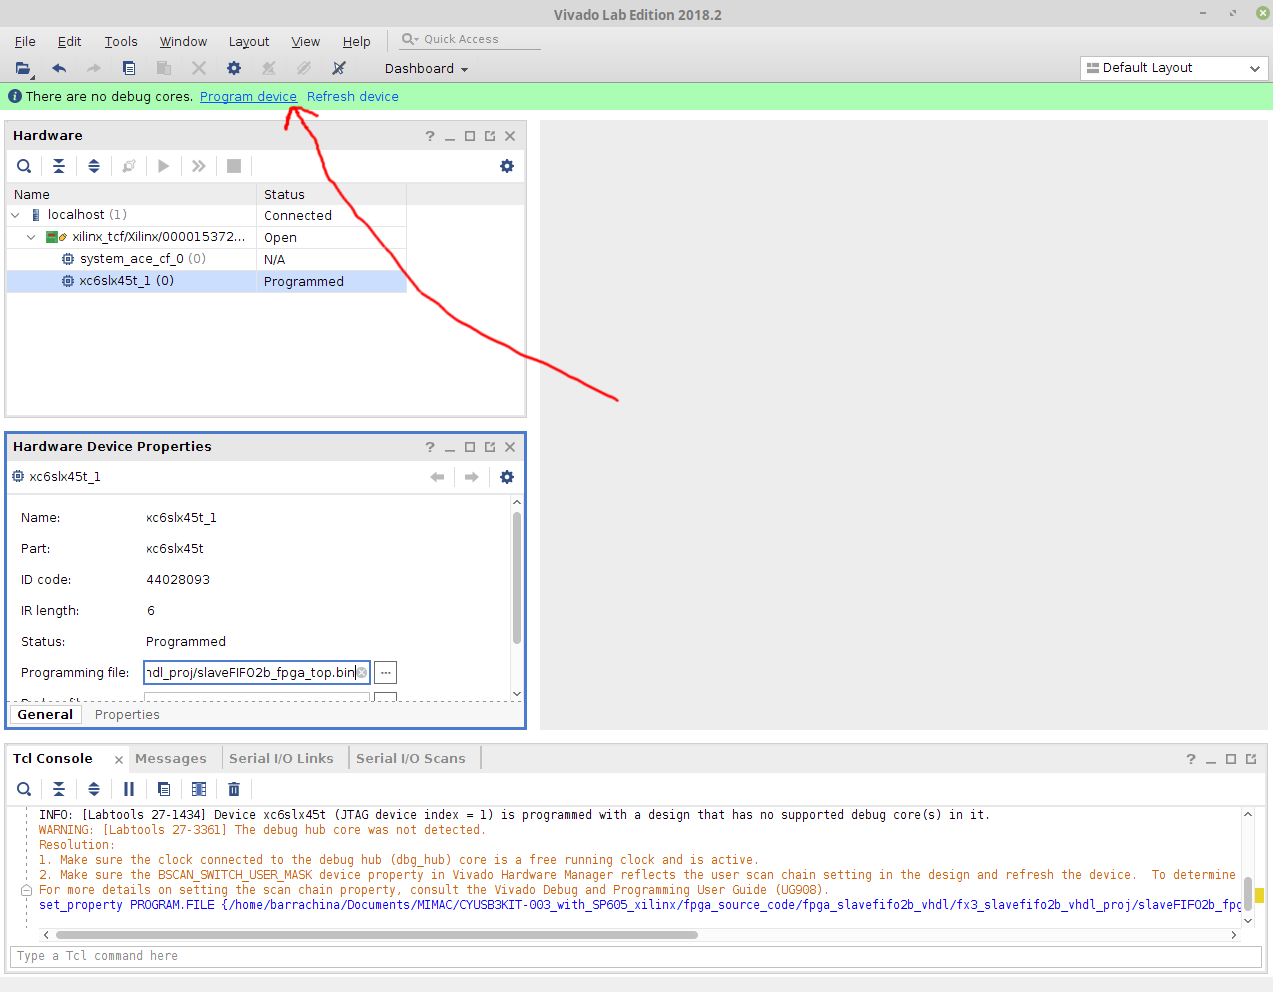 Vivado Lab Edition 2018.2
File Edit Tools Window Layout View Help Quick Access
Dashboard Default Layout
There are no debug cores. Program device Refresh device
Hardware
Name Status
localhost (1) Connected
xilinx_tcf/Xilinx/000015372... Open
system_ace_cf_0 (0) N/A
xc6slx45t_1 (0) Programmed
Hardware Device Properties
xc6slx45t_1
Name: xc6slx45t_1
Part: xc6slx45t
ID code: 44028093
IR length: 6
Status: Programmed
Programming file: hdl_proj/slaveFIFO2b_fpga_top.bin ...
General Properties
Tcl Console Messages Serial I/O Links Serial I/O Scans
INFO: [Labtools 27-1434] Device xc6slx45t (JTAG device index = 1) is programmed with a design that has no supported debug core(s) in it.
WARNING: [Labtools 27-3361] The debug hub core was not detected.
Resolution:
1. Make sure the clock connected to the debug hub (dbg_hub) core is a free running clock and is active.
2. Make sure the BSCAN_SWITCH_USER_MASK device property in Vivado Hardware Manager reflects the user scan chain setting in the design and refresh the device.  To determine
For more details on setting the scan chain property, consult the Vivado Debug and Programming User Guide (UG908).
set_property PROGRAM.FILE {/home/barrachina/Documents/MIMAC/CYUSB3KIT-003_with_SP605_xilinx/fpga_source_code/fpga_slavefifo2b_vhdl/fx3_slavefifo2b_vhdl_proj/slaveFIFO2b_fpg
Type a Tcl command here